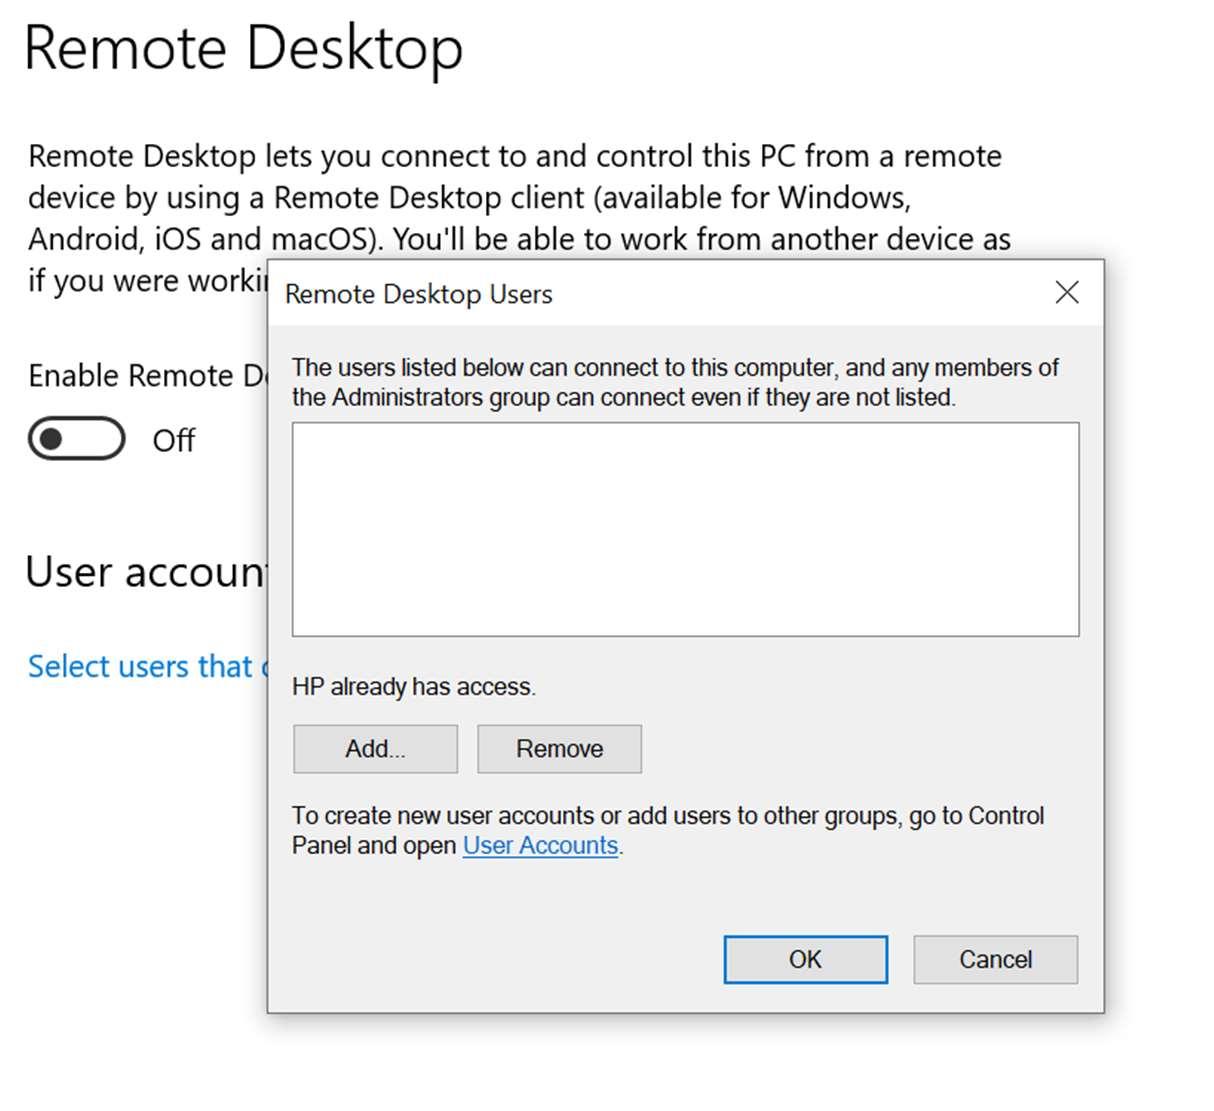 Remote Desktop
Remote Desktop lets you connect to and control this PC from a remote
device by using a Remote Desktop client (available for Windows,
Android, iOS and macOS). You'll be able to work from another device as
if you were
Enable Remote
Off
User
Select users that
Remote Desktop Users
The users listed below can connect to this computer, and any members of
the Administrators group can connect even if they are not listed.
HP already has access.
Add...
Remove
To create new user accounts or add users to other groups, go to Control
Panel and open User Accounts.
OK
Cancel